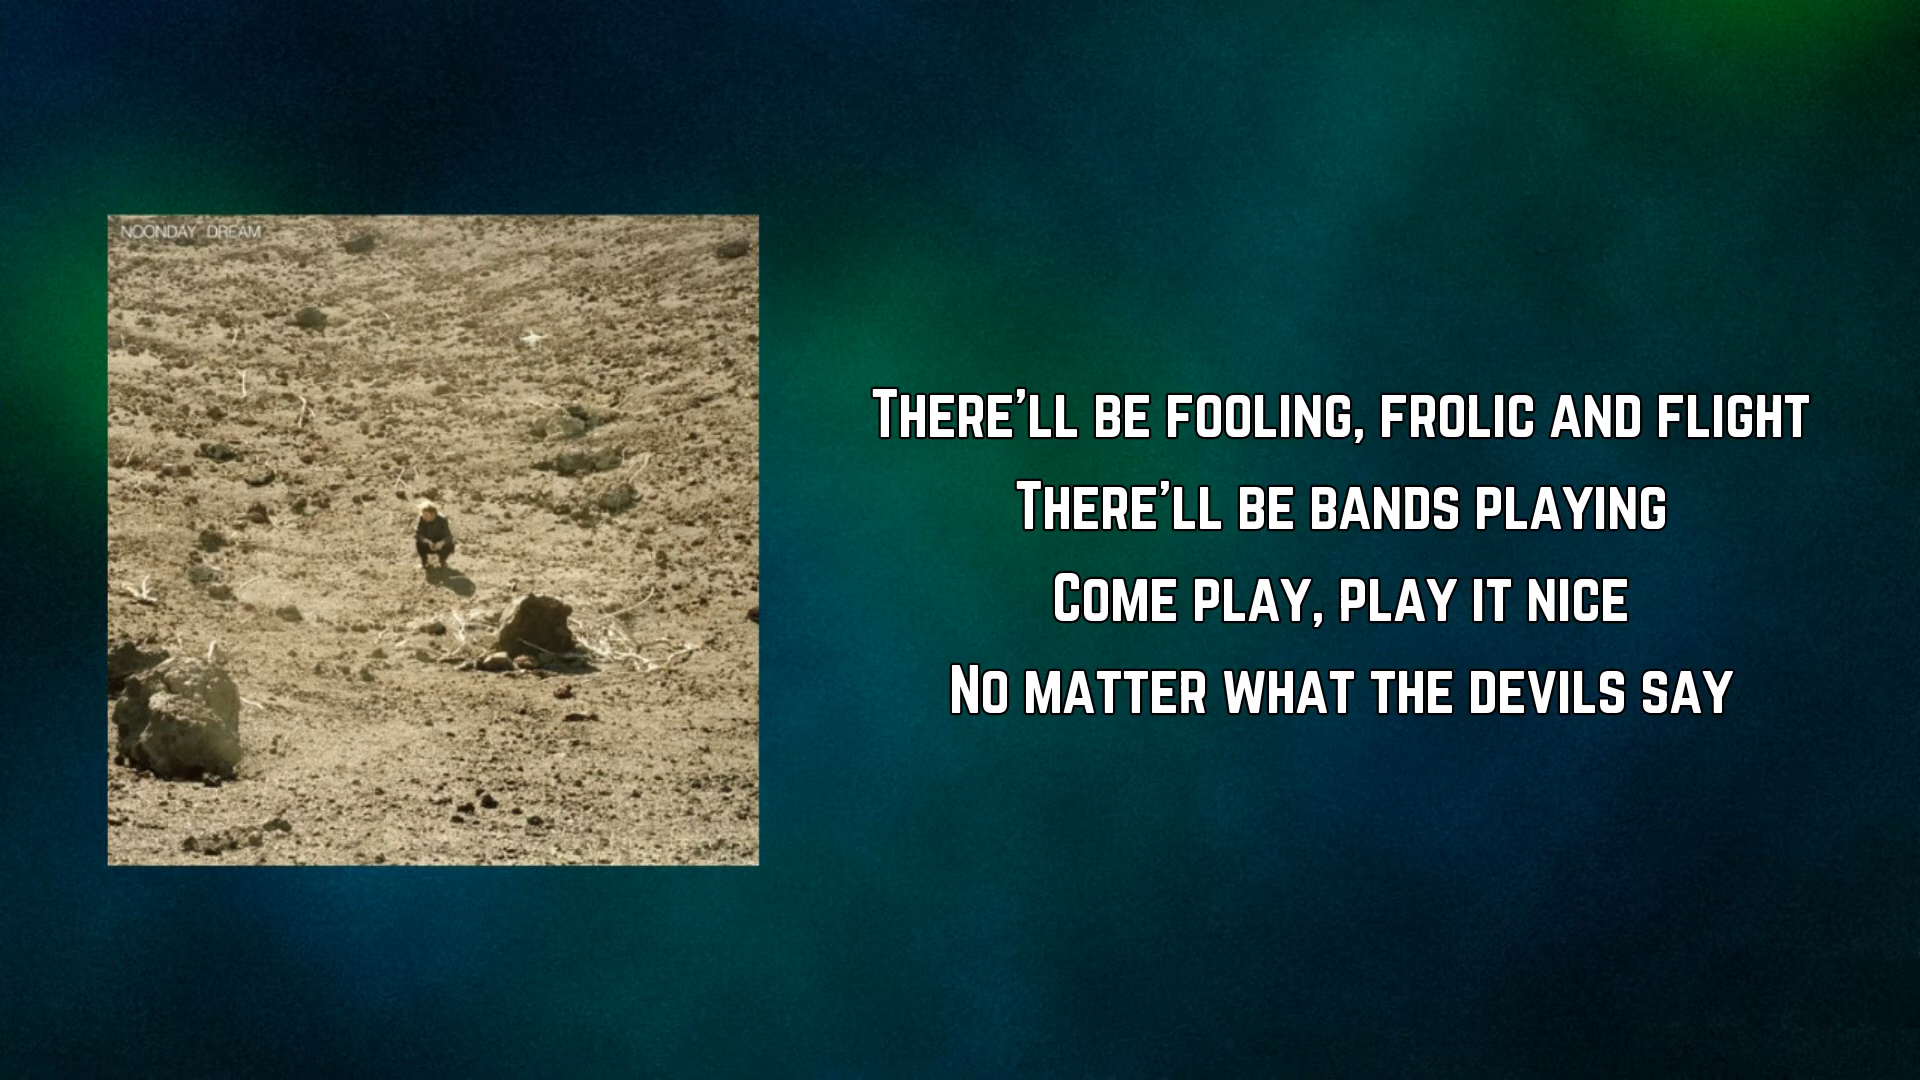 NOONDAY DREAM
There'll be fooling, frolic and flight
There'll be bands playing
Come play, play it nice
No matter what the devils say